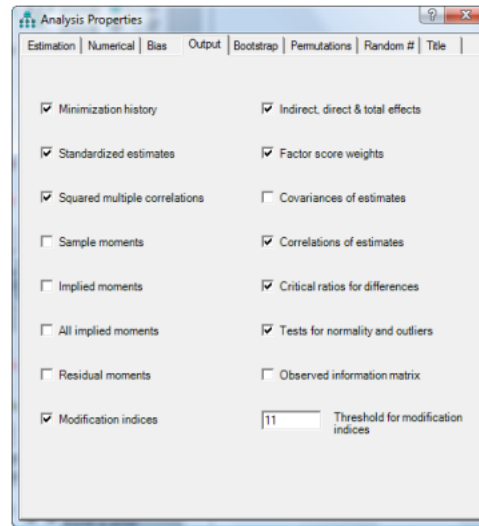 Analysis Properties
Estimation Numerical Bias Output Bootstrap Permutations Random # Title
Minimization history
Indirect, direct & total effects
Standardized estimates
Factor score weights
Squared multiple correlations
Covariances of estimates
Sample moments
Correlations of estimates
Implied moments
Critical ratios for differences
All implied moments
Tests for normality and outliers
Residual moments
Observed information matrix
Modification indices
11
Threshold for modification
indices